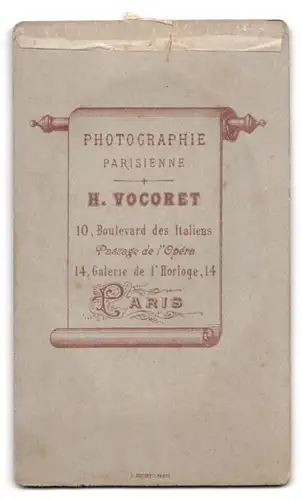 PHOTOGRAPHIE
PARISIENNE
H. VOCORET
10, Boulevard des Italiens
Passage de l'Opéra
14, Galerie de l'Horloge, 14
PARIS